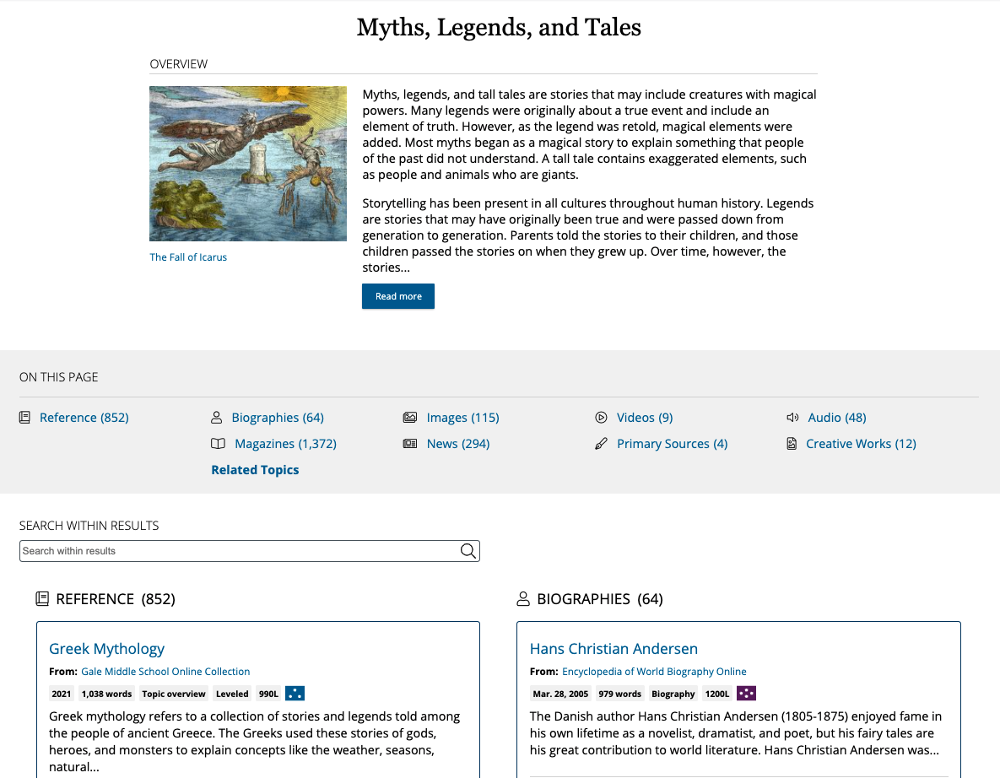 Myths, Legends, and Tales
OVERVIEW
Myths, legends, and tall tales are stories that may include creatures with magical
powers. Many legends were originally about a true event and include an
element of truth. However, as the legend was retold, magical elements were
added. Most myths began as a magical story to explain something that people
of the past did not understand. A tall tale contains exaggerated elements, such
as people and animals who are giants.
Storytelling has been present in all cultures throughout human history. Legends
are stories that may have originally been true and were passed down from
generation to generation. Parents told the stories to their children, and those
children passed the stories on when they grew up. Over time, however, the
stories...
The Fall of Icarus
Read more
ON THIS PAGE
Reference (852)
Biographies (64)
Images (115)
Videos (9)
Audio (48)
Magazines (1,372)
News (294)
Primary Sources (4)
Creative Works (12)
Related Topics
SEARCH WITHIN RESULTS
Search within results
REFERENCE (852)
Greek Mythology
From: Gale Middle School Online Collection
2021 1,038 words Topic overview Leveled 990L
Greek mythology refers to a collection of stories and legends told among
the people of ancient Greece. The Greeks used these stories of gods,
heroes, and monsters to explain concepts like the weather, seasons,
natural...
BIOGRAPHIES (64)
Hans Christian Andersen
From: Encyclopedia of World Biography Online
Mar. 28, 2005 979 words Biography 1200L
The Danish author Hans Christian Andersen (1805-1875) enjoyed fame in
his own lifetime as a novelist, dramatist, and poet, but his fairy tales are
his great contribution to world literature. Hans Christian Andersen was...